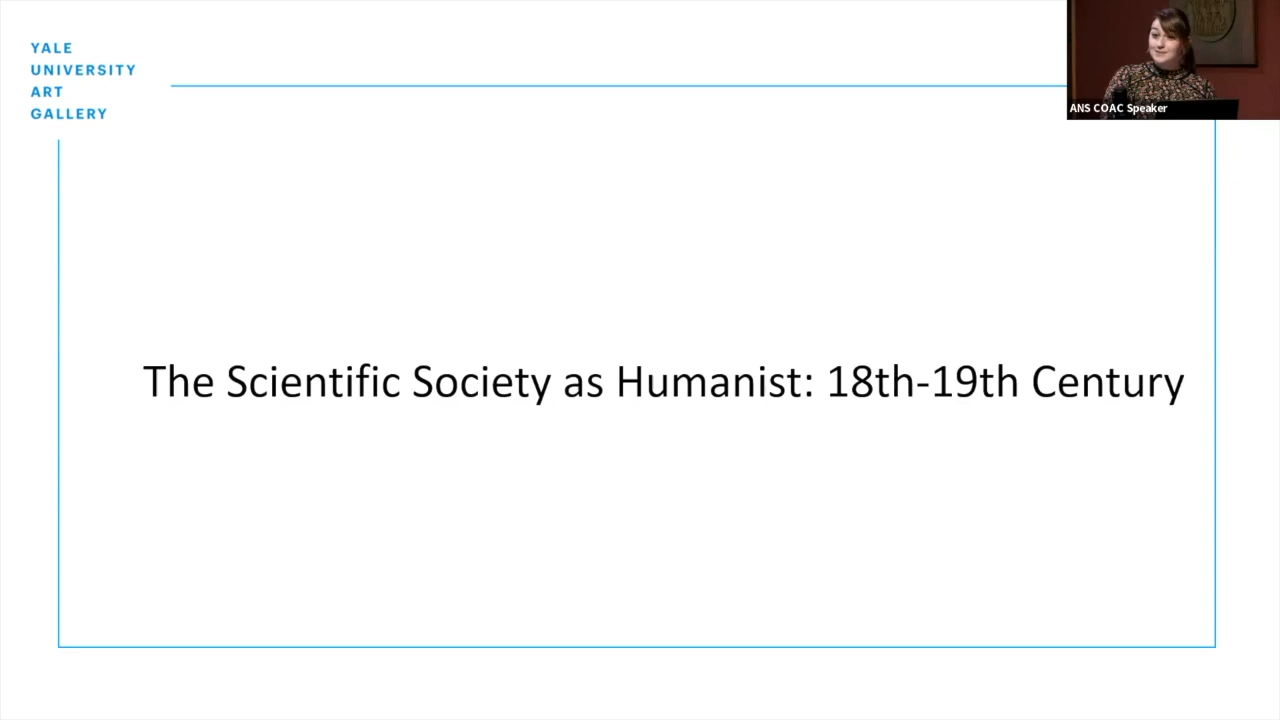 YALE
UNIVERSITY
ART
GALLERY
ANS COAC Speaker
The Scientific Society as Humanist: 18th-19th Century